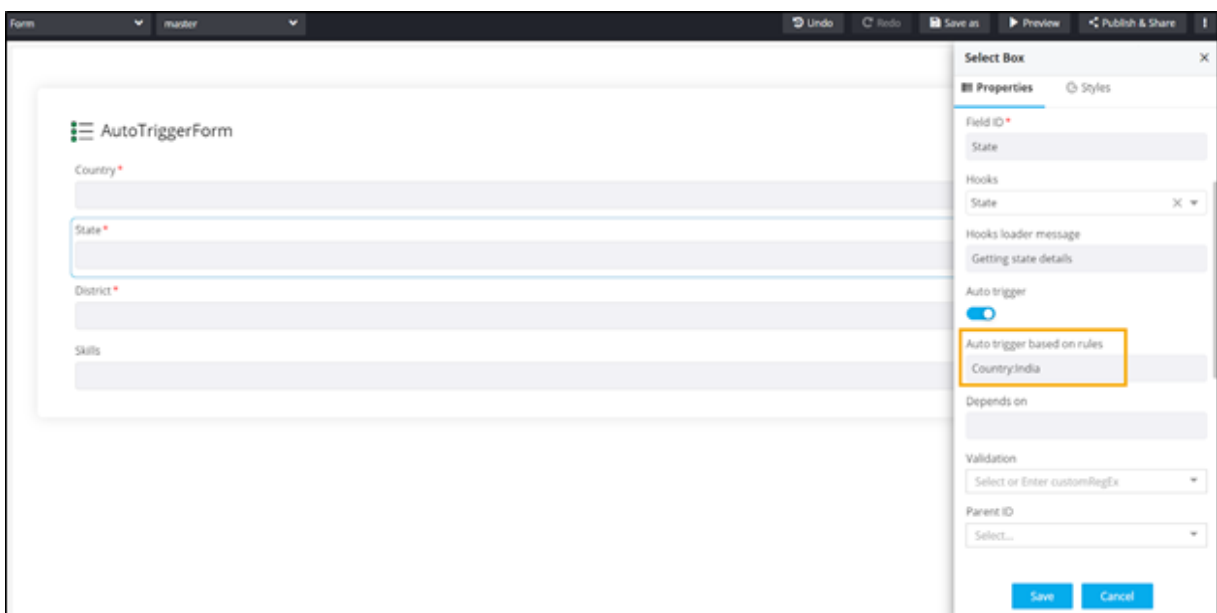 Form master Undo Redo Save as Preview Publish & Share
Select Box
Properties Styles
AutoTriggerForm
Country *
State *
District *
Skills
Field ID *
State
Hooks
State
Hooks loader message
Getting state details
Auto trigger
Auto trigger based on rules
Country:India
Depends on
Validation
Select or Enter customRegEx
Parent ID
Select...
Save Cancel